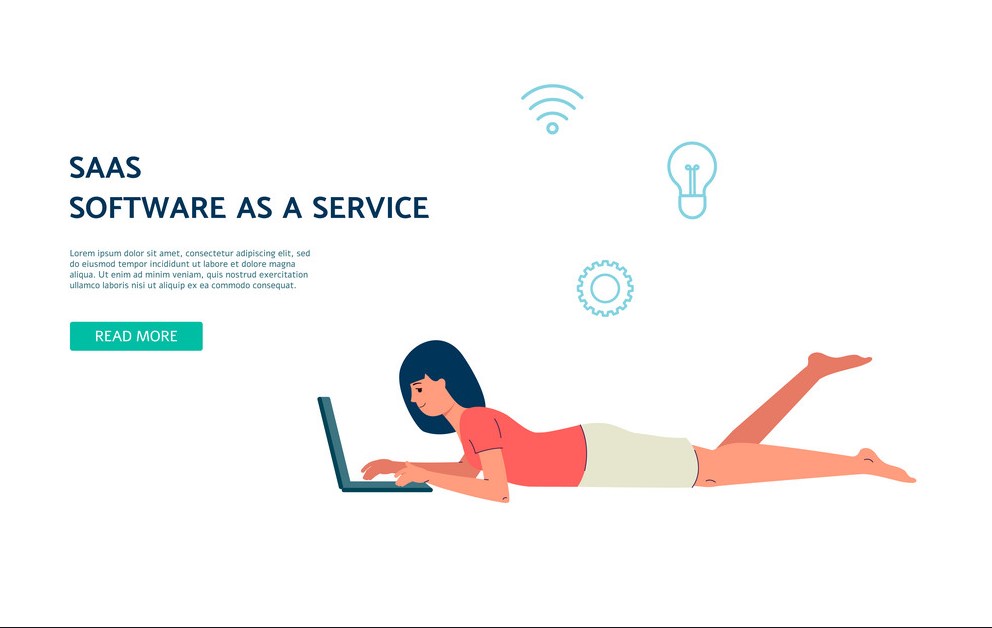 SAAS
SOFTWARE AS A SERVICE
Lorem ipsum dolor sit amet, consectetur adipiscing elit, sed
do eiusmod tempor incididunt ut labore et dolore magna
aliqua. Ut enim ad minim veniam, quis nostrud exercitation
ullamco laboris nisi ut aliquip ex ea commodo consequat.
READ MORE